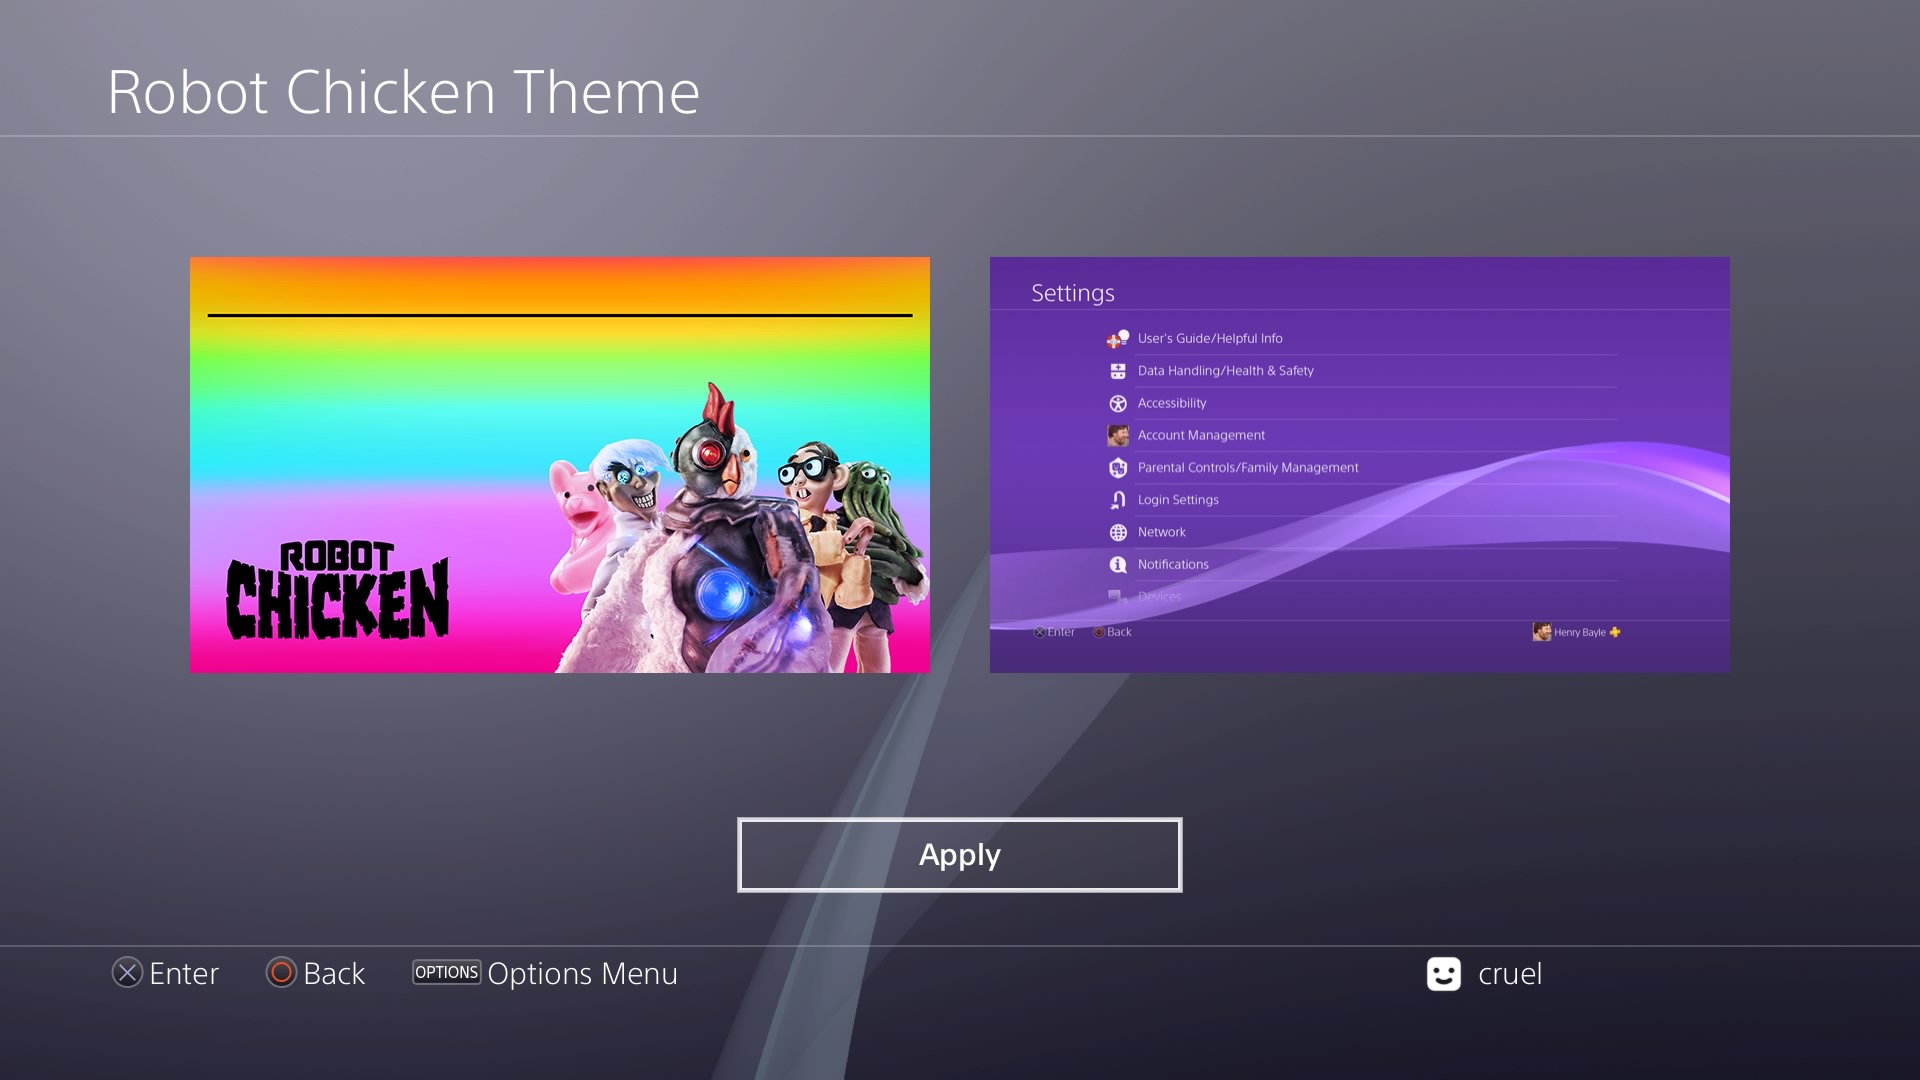 Robot Chicken Theme
ROBOT
CHICKEN
Settings
User's Guide/Helpful Info
Data Handling/Health & Safety
Accessibility
Account Management
Parental Controls/Family Management
Login Settings
Network
Notifications
Devices
Enter Back Henry Bayle
Apply
Enter Back OPTIONS Options Menu cruel